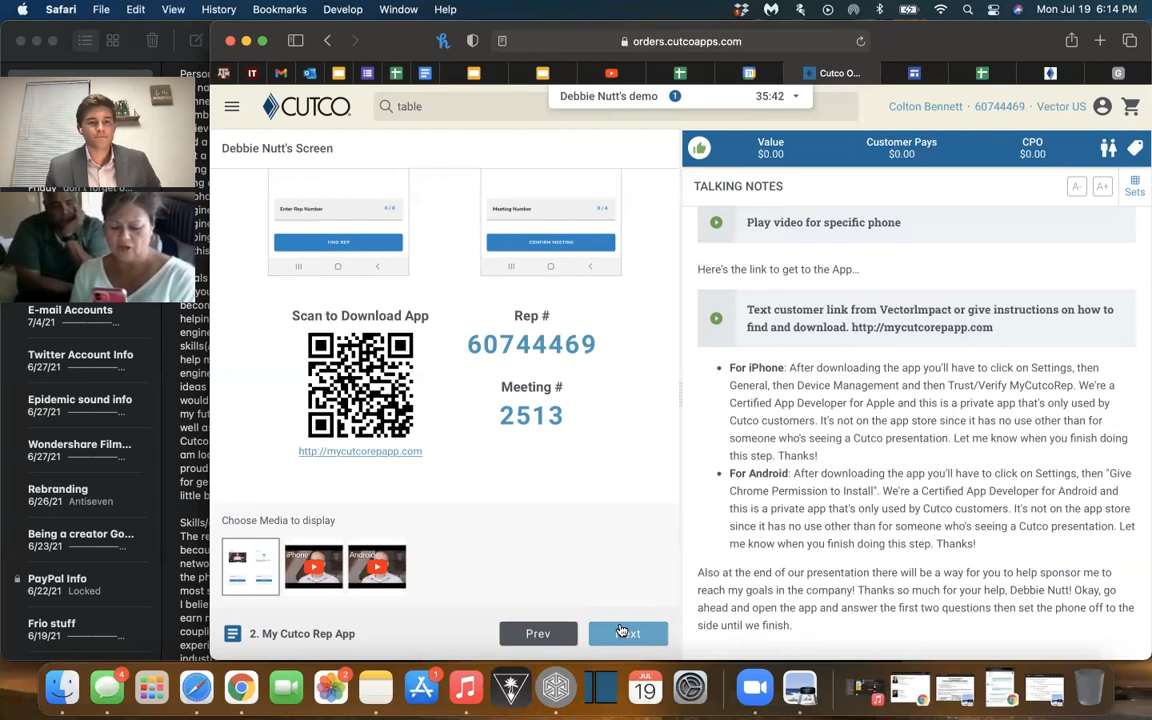 Safari File Edit View History Bookmarks Develop Window Help Mon Jul 19 6:14 PM
orders.cutcoapps.com
IT Cutco O... G
Debbie Nutt's demo 1 35:42
CUTCO table Colton Bennett · 60744469 · Vector US
Debbie Nutt's Screen
Value
$0.00
Customer Pays
$0.00
CPO
$0.00
TALKING NOTES A- A+ Sets
Enter Rep Number 0 / 8
FIND REP
Meeting Number 0 / 4
CONFIRM MEETING
Scan to Download App
http://mycutcorepapp.com
Rep #
60744469
Meeting #
2513
Choose Media to display
iPhone Android
2. My Cutco Rep App Prev Next
Play video for specific phone
Here's the link to get to the App...
Text customer link from VectorImpact or give instructions on how to
find and download. http://mycutcorepapp.com
• For iPhone: After downloading the app you'll have to click on Settings, then
General, then Device Management and then Trust/Verify MyCutcoRep. We're a
Certified App Developer for Apple and this is a private app that's only used by
Cutco customers. It's not on the app store since it has no use other than for
someone who's seeing a Cutco presentation. Let me know when you finish doing
this step. Thanks!
• For Android: After downloading the app you'll have to click on Settings, then "Give
Chrome Permission to Install". We're a Certified App Developer for Android and
this is a private app that's only used by Cutco customers. It's not on the app store
since it has no use other than for someone who's seeing a Cutco presentation. Let
me know when you finish doing this step. Thanks!
Also at the end of our presentation there will be a way for you to help sponsor me to
reach my goals in the company! Thanks so much for your help, Debbie Nutt! Okay, go
ahead and open the app and answer the first two questions then set the phone off to the
side until we finish.
Friday don't forget o...
E-mail Accounts
7/4/21
Twitter Account Info
6/27/21
Epidemic sound info
6/27/21
Wondershare Film...
6/27/21
Rebranding
6/26/21 Antiseven
Being a creator Go...
6/23/21
PayPal Info
6/22/21 Locked
Frio stuff
6/19/21
4 2 1
JUL
19